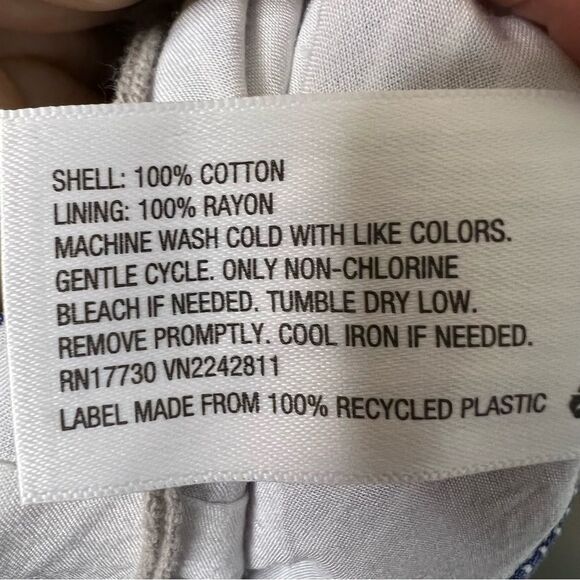 SHELL: 100% COTTON
LINING: 100% RAYON
MACHINE WASH COLD WITH LIKE COLORS.
GENTLE CYCLE. ONLY NON-CHLORINE
BLEACH IF NEEDED. TUMBLE DRY LOW.
REMOVE PROMPTLY. COOL IRON IF NEEDED.
RN17730 VN2242811
LABEL MADE FROM 100% RECYCLED PLASTIC